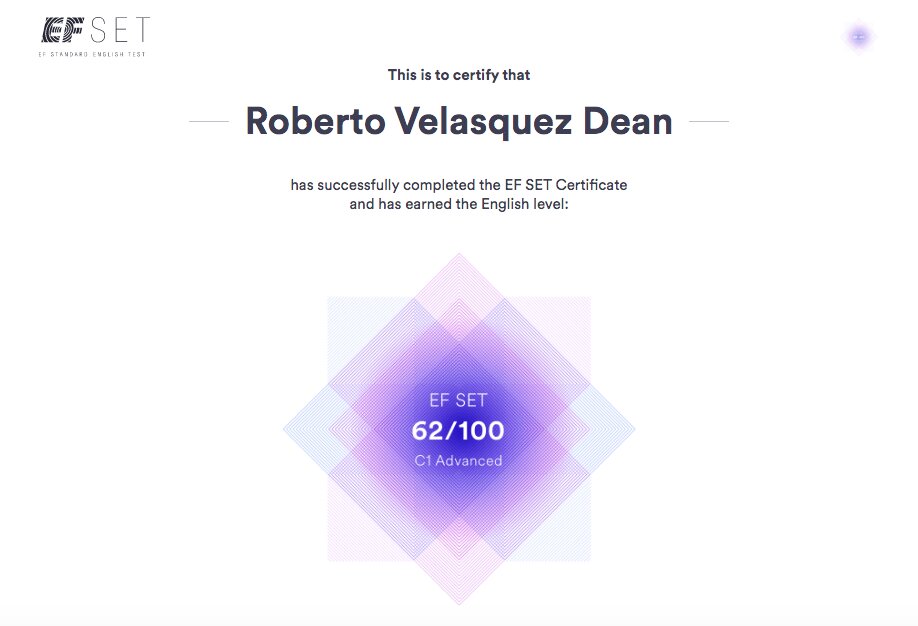 EF SET
EF STANDARD ENGLISH TEST
This is to certify that
Roberto Velasquez Dean
has successfully completed the EF SET Certificate
and has earned the English level:
EF SET
62/100
C1 Advanced